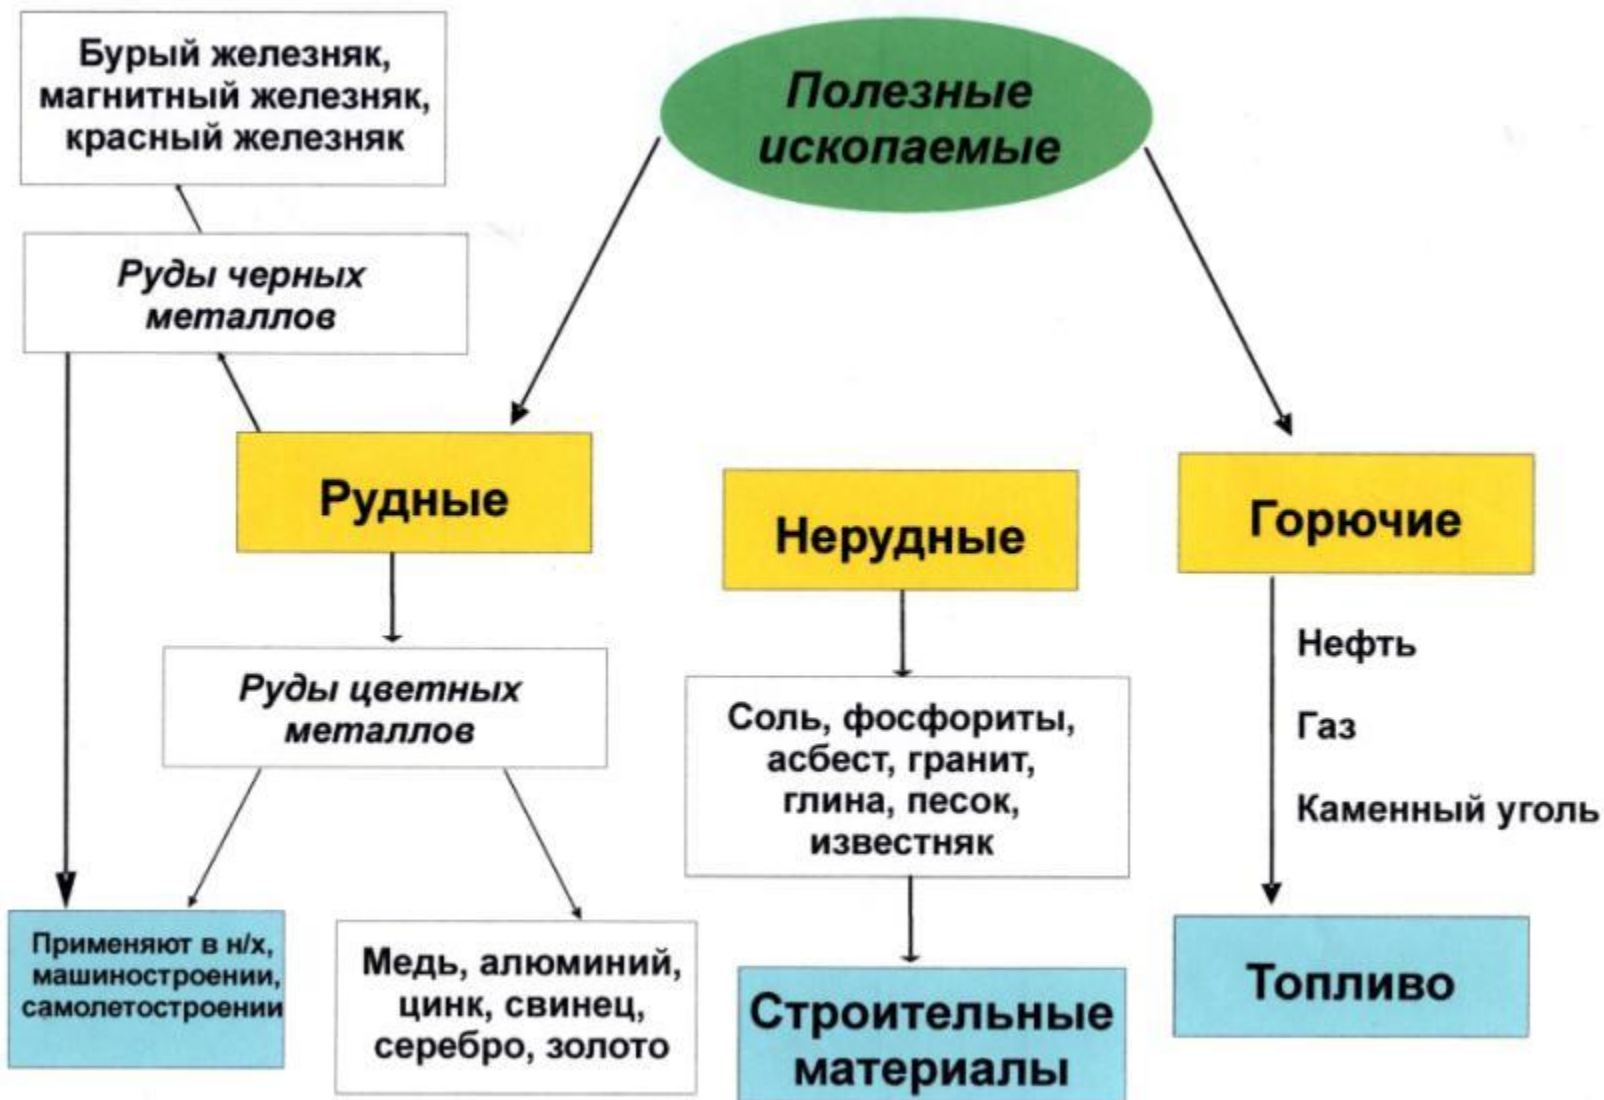 Бурый железняк,
магнитный железняк,
красный железняк
Полезные
ископаемые
Руды черных
металлов
Рудные
Нерудные
Горючие
Руды цветных
металлов
Соль, фосфориты,
асбест, гранит,
глина, песок,
известняк
Нефть
Газ
Каменный уголь
Применяют в н/х,
машиностроении,
самолетостроении
Медь, алюминий,
цинк, свинец,
серебро, золото
Строительные
материалы
Топливо